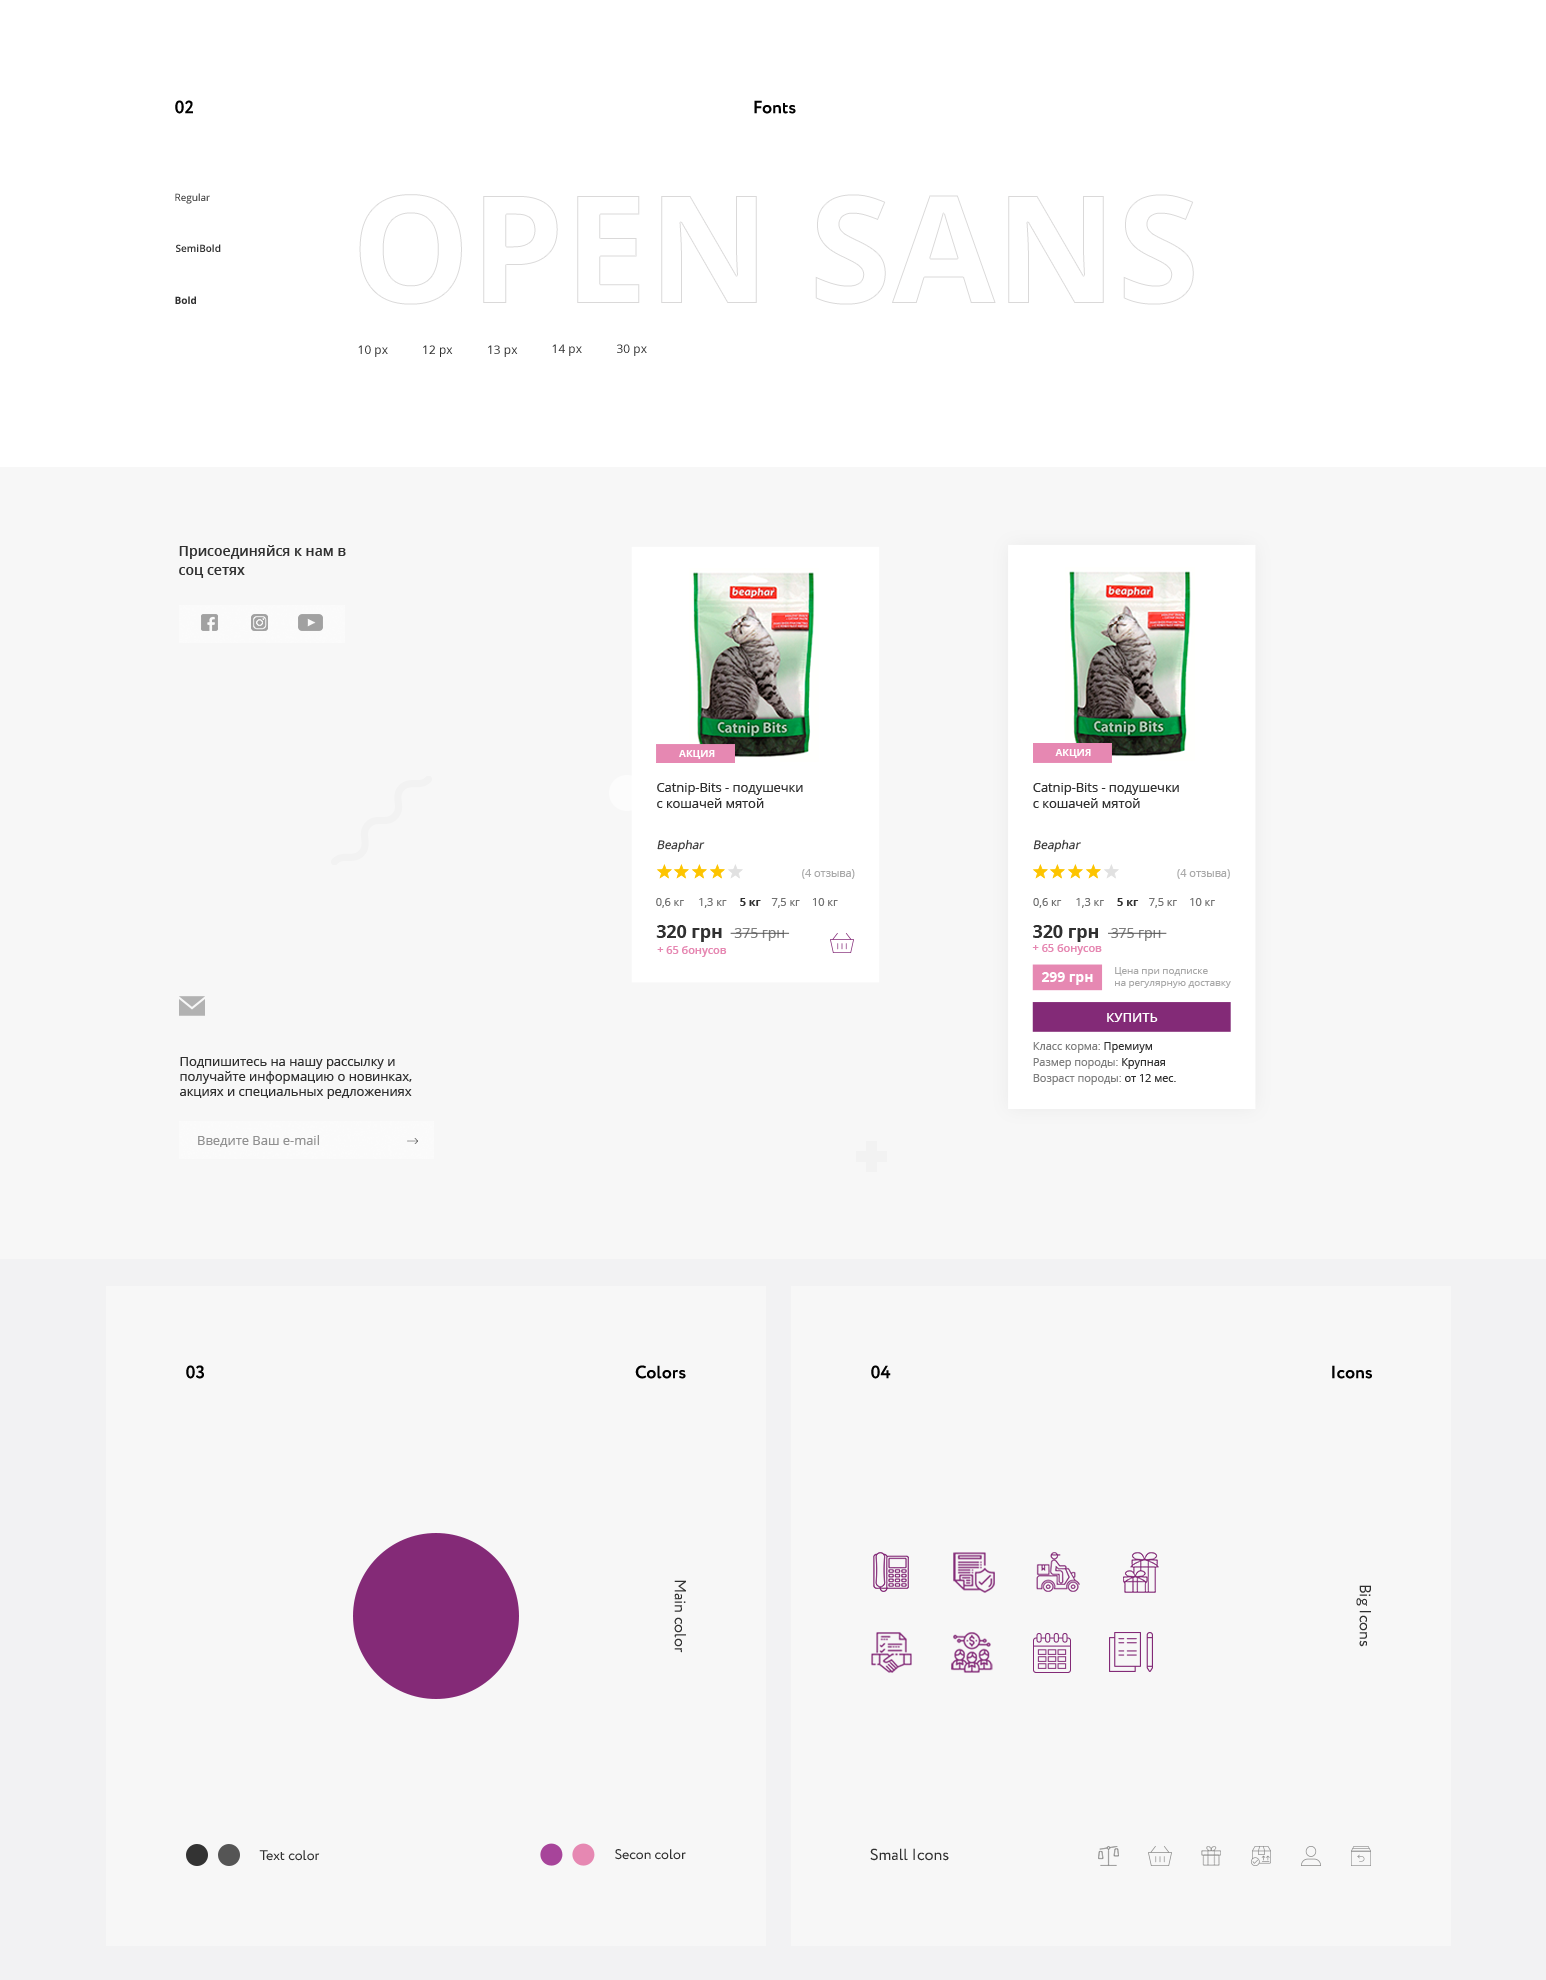 02
Fonts
Regular
SemiBold
Bold
OPEN SANS
10 px 12 px 13 px 14 px 30 px
Присоединяйся к нам в
соц сетях
Подпишитесь на нашу рассылку и
получайте информацию о новинках,
акциях и специальных редложениях
Введите Ваш e-mail →
beaphar
Catnip Bits
АКЦИЯ
Catnip-Bits - подушечки
с кошачей мятой
Beaphar
(4 отзыва)
0,6 кг 1,3 кг 5 кг 7,5 кг 10 кг
320 грн 375 грн
+ 65 бонусов
beaphar
Catnip Bits
АКЦИЯ
Catnip-Bits - подушечки
с кошачей мятой
Beaphar
(4 отзыва)
0,6 кг 1,3 кг 5 кг 7,5 кг 10 кг
320 грн 375 грн
+ 65 бонусов
299 грн
Цена при подписке
на регулярную доставку
КУПИТЬ
Класс корма: Премиум
Размер породы: Крупная
Возраст породы: от 12 мес.
03
Colors
Main color
Text color
Secon color
04
Icons
Big Icons
Small Icons